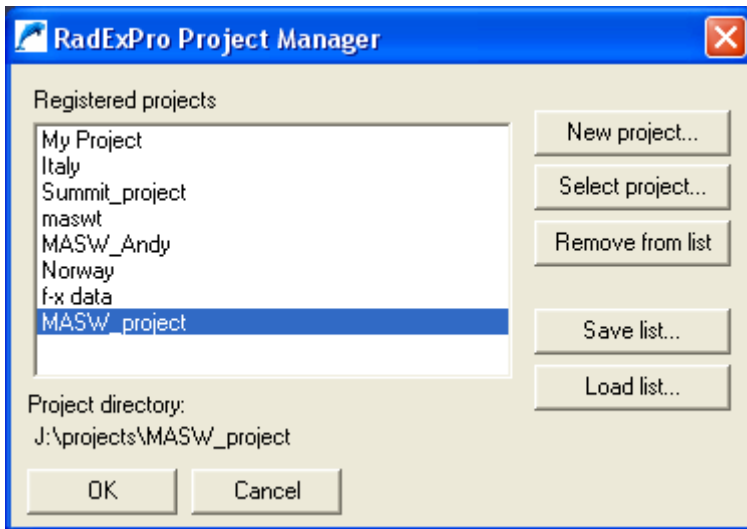 RadExPro Project Manager
Registered projects
My Project
Italy
Summit_project
maswt
MASW_Andy
Norway
f-x data
MASW_project
New project...
Select project...
Remove from list
Save list...
Load list...
Project directory:
J:\projects\MASW_project
OK
Cancel